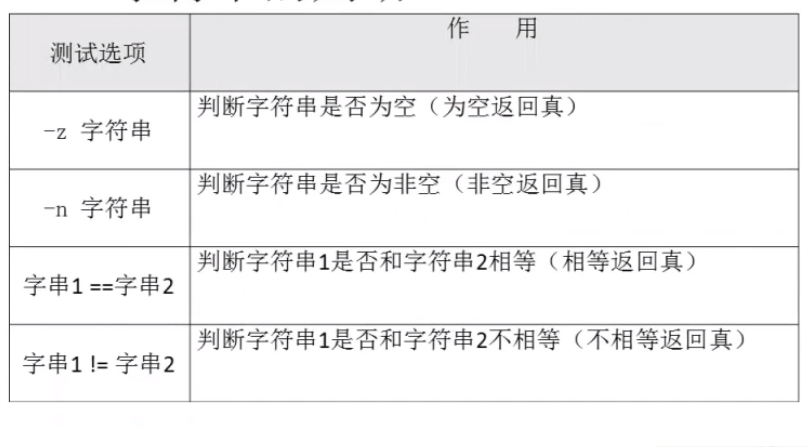 测试选项
作 用
-z 字符串
判断字符串是否为空（为空返回真）
-n 字符串
判断字符串是否为非空（非空返回真）
字串1 ==字串2
判断字符串1是否和字符串2相等（相等返回真）
字串1 != 字串2
判断字符串1是否和字符串2不相等（不相等返回真）